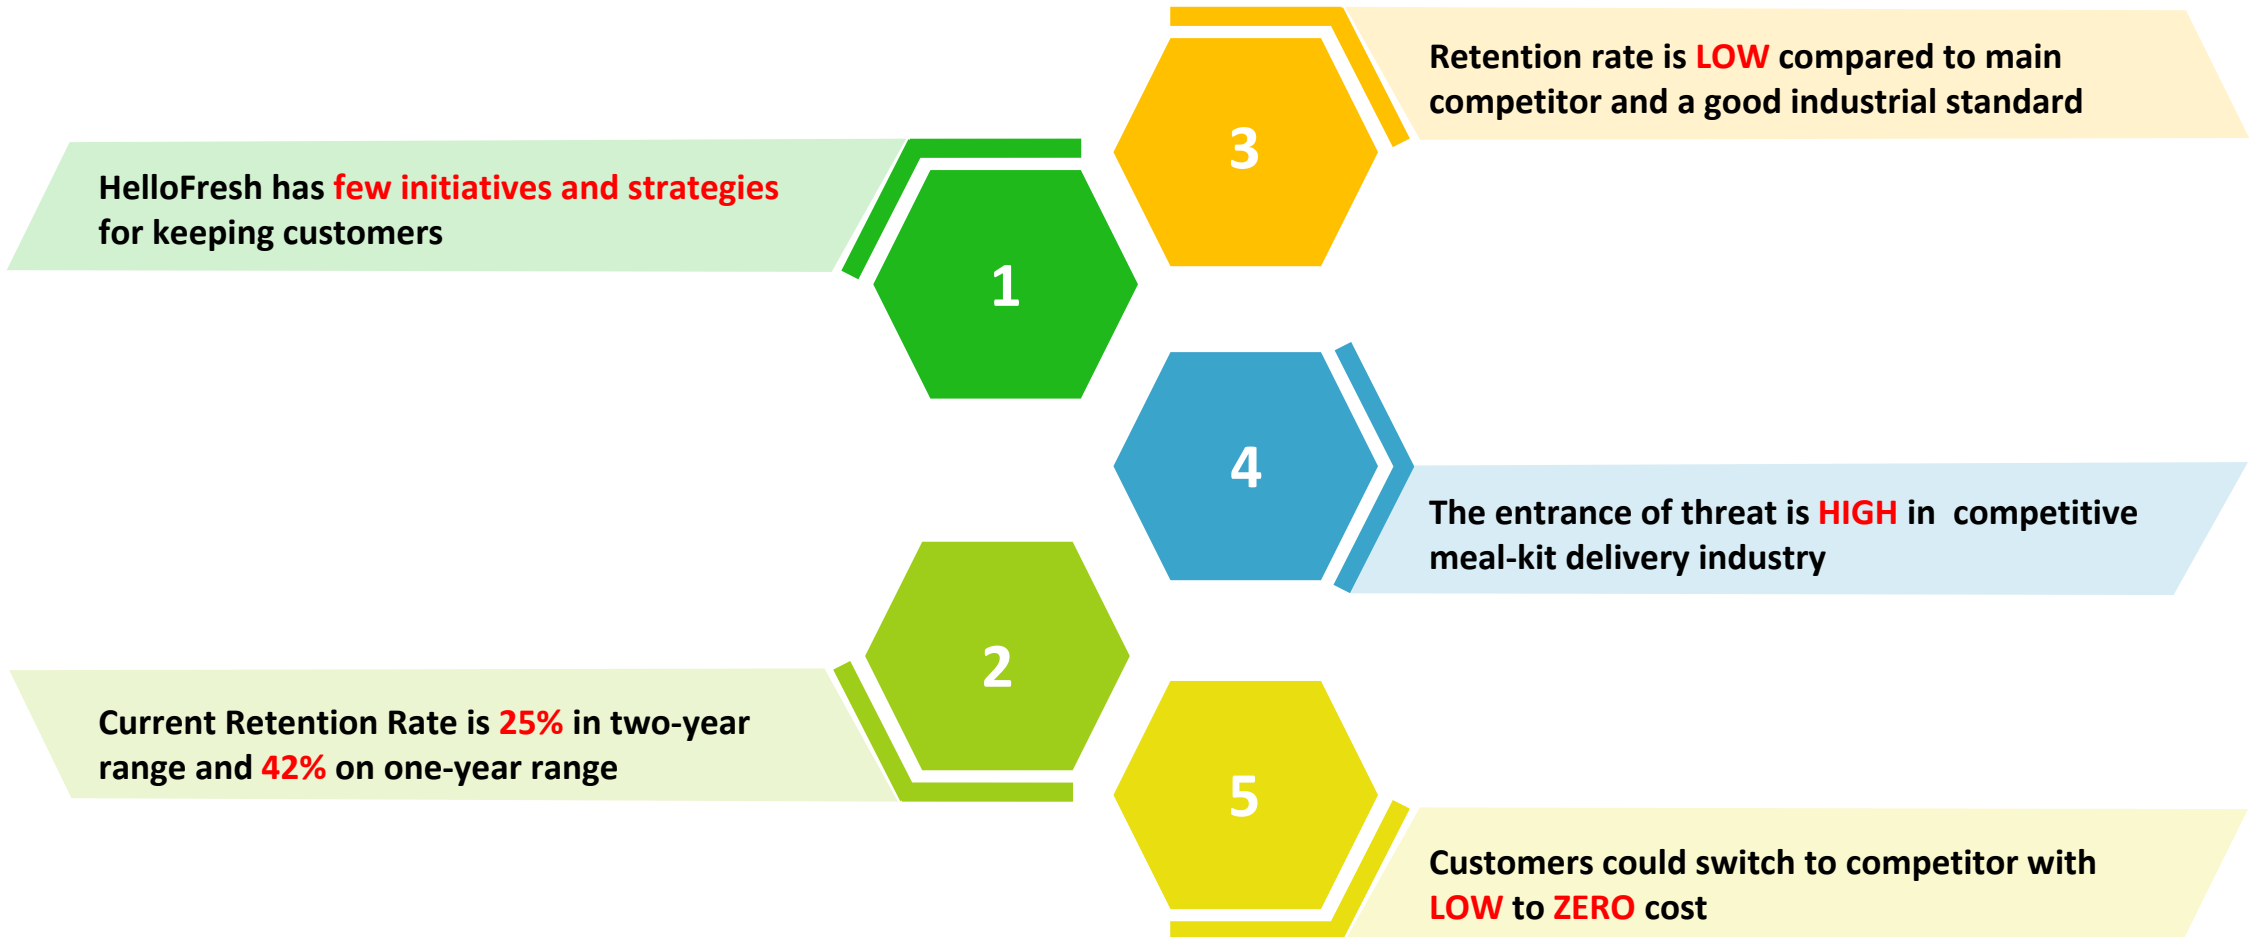 HelloFresh has few initiatives and strategies
for keeping customers
1
Current Retention Rate is 25% in two-year
range and 42% on one-year range
2
3
Retention rate is LOW compared to main
competitor and a good industrial standard
4
The entrance of threat is HIGH in  competitive
meal-kit delivery industry
5
Customers could switch to competitor with
LOW to ZERO cost